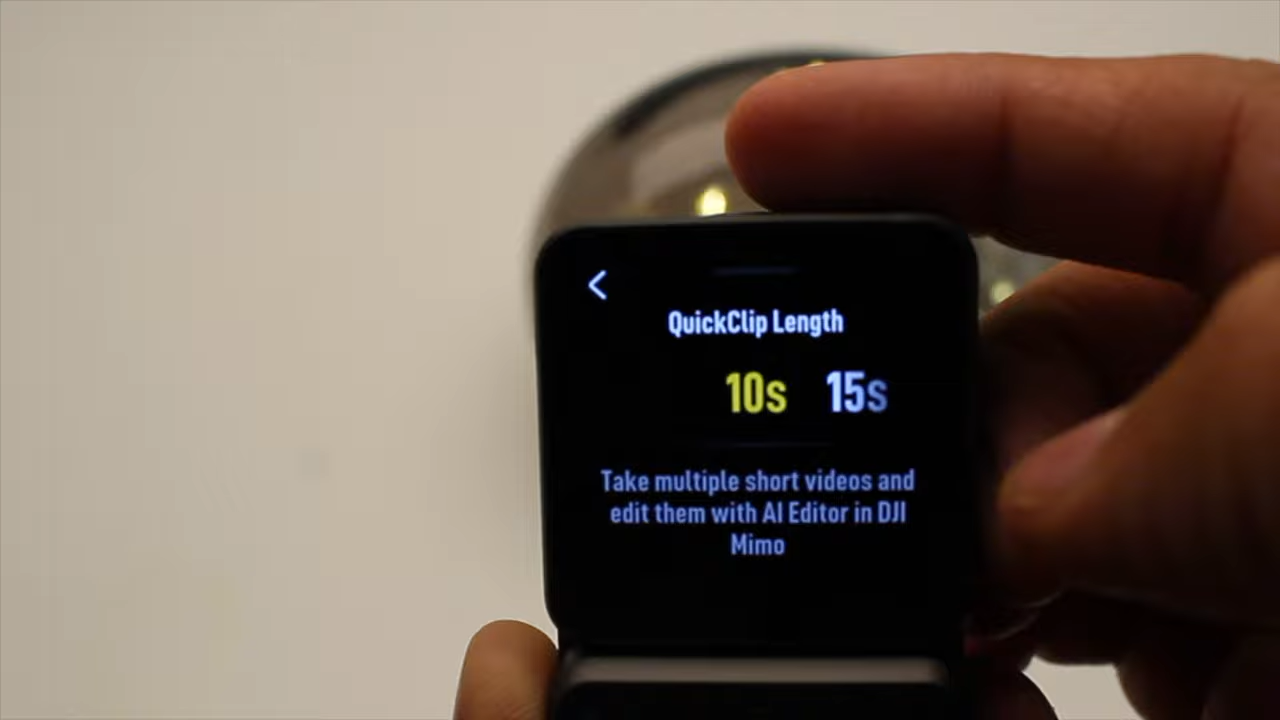 QuickClip Length
10s 15s
Take multiple short videos and
edit them with AI Editor in DJI
Mimo